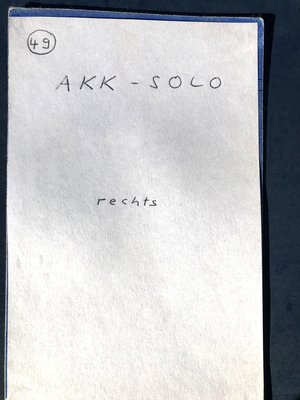 49
AKK - SOLO
rechts